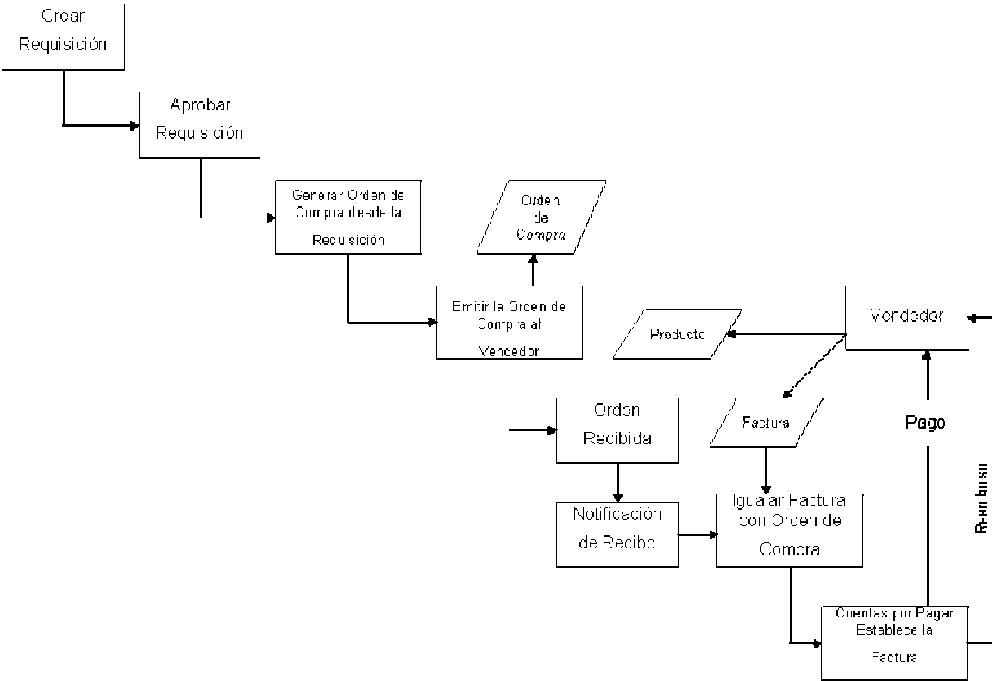 Crear
Requisición
Aprobar
Requisición
Generar Orden de
Compra desde la
Requisición
Orden
de
Compra
Emitir la Orden de
Compra al
Vendedor
Producto
Vendedor
Orden
Recibida
Factura
Pago
Notificación
de Recibo
Igualar Factura
con Orden de
Compra
Reembolso
Cuentas por Pagar
Establece la
Factura